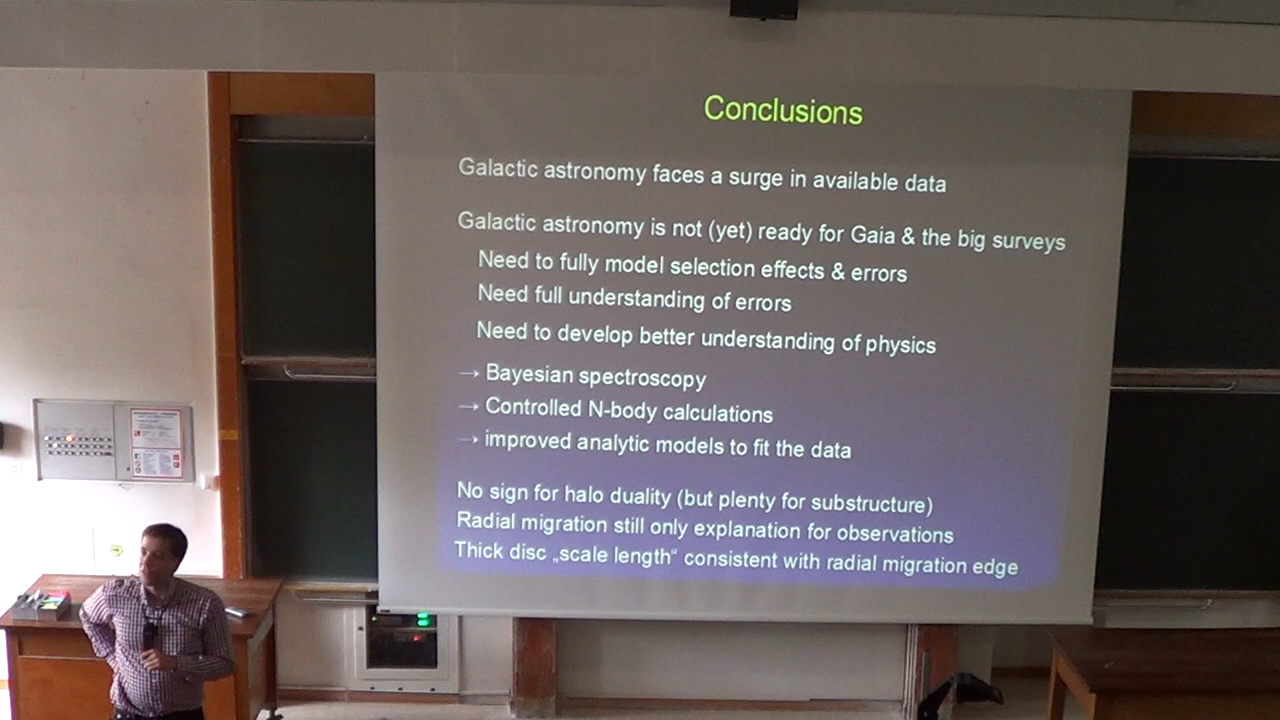 Conclusions
Galactic astronomy faces a surge in available data
Galactic astronomy is not (yet) ready for Gaia & the big surveys
Need to fully model selection effects & errors
Need full understanding of errors
Need to develop better understanding of physics
→ Bayesian spectroscopy
→ Controlled N-body calculations
→ improved analytic models to fit the data
No sign for halo duality (but plenty for substructure)
Radial migration still only explanation for observations
Thick disc „scale length“ consistent with radial migration edge